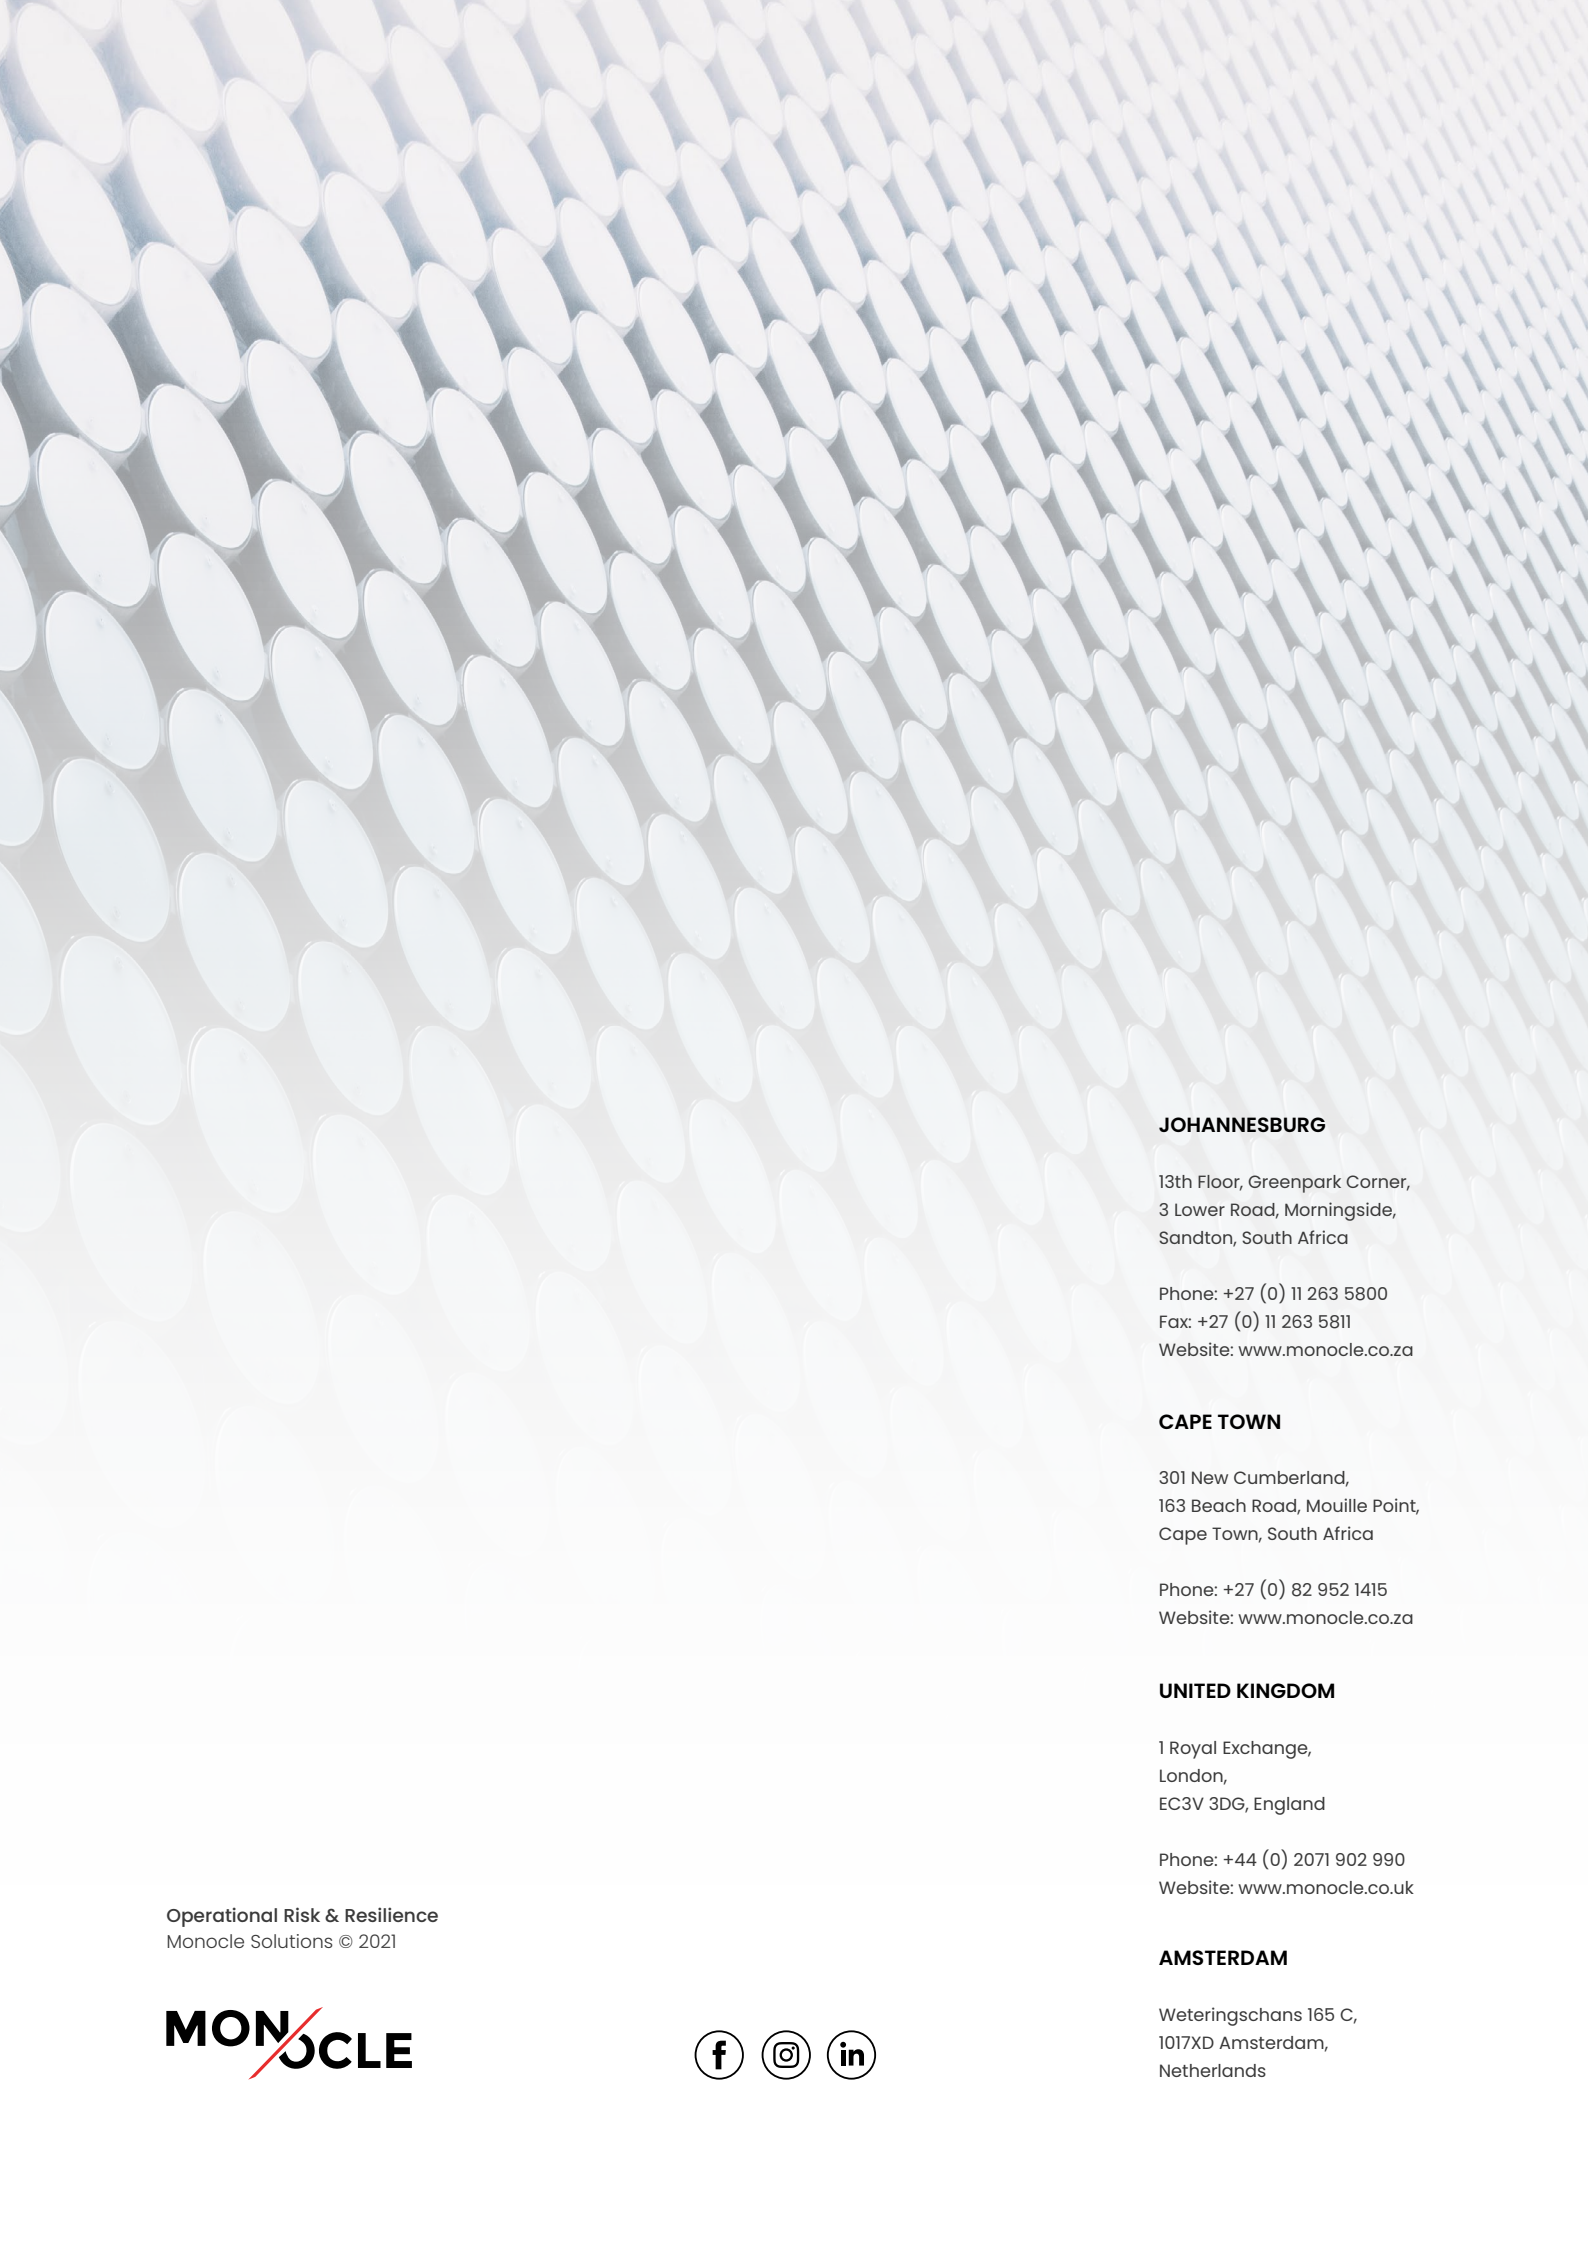 JOHANNESBURG
13th Floor, Greenpark Corner,
3 Lower Road, Morningside,
Sandton, South Africa
Phone: +27 (0) 11 263 5800
Fax: +27 (0) 11 263 5811
Website: www.monocle.co.za
CAPE TOWN
301 New Cumberland,
163 Beach Road, Mouille Point,
Cape Town, South Africa
Phone: +27 (0) 82 952 1415
Website: www.monocle.co.za
UNITED KINGDOM
1 Royal Exchange,
London,
EC3V 3DG, England
Phone: +44 (0) 2071 902 990
Website: www.monocle.co.uk
AMSTERDAM
Weteringschans 165 C,
1017XD Amsterdam,
Netherlands
Operational Risk & Resilience
Monocle Solutions © 2021
MONOCLE
f
in